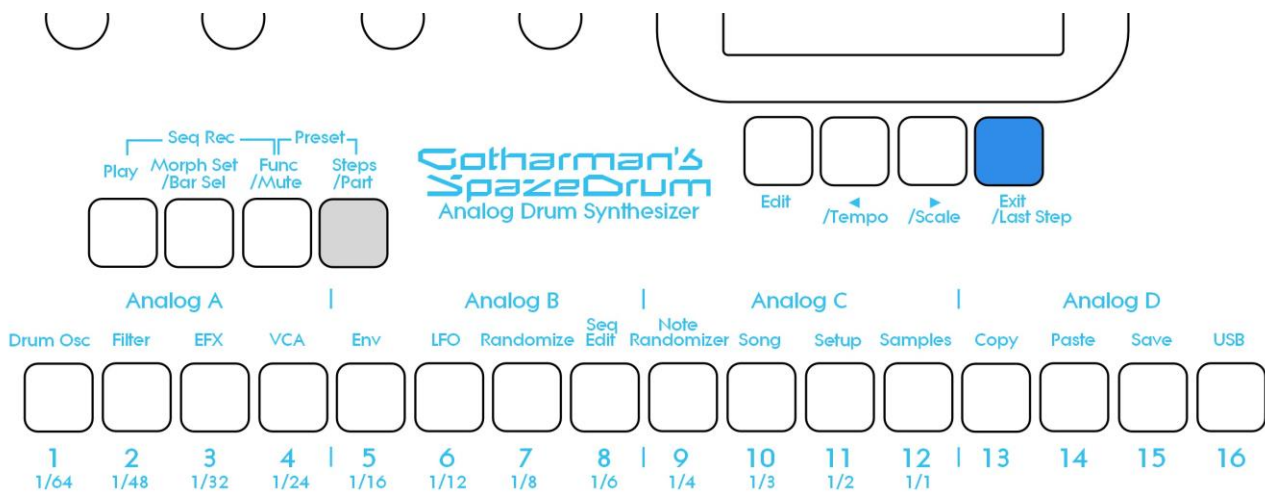 Seq Rec Preset
Play Morph Set /Bar Sel Func /Mute Steps /Part
Gotharman's
SpazeDrum
Analog Drum Synthesizer
Edit ◄ /Tempo ► /Scale Exit /Last Step
Analog A | Analog B | Analog C | Analog D
Drum Osc Filter EFX VCA Env LFO Randomize Seq Edit Note Randomizer Song Setup Samples Copy Paste Save USB
1 2 3 4 | 5 6 7 8 | 9 10 11 12 | 13 14 15 16
1/64 1/48 1/32 1/24 1/16 1/12 1/8 1/6 1/4 1/3 1/2 1/1